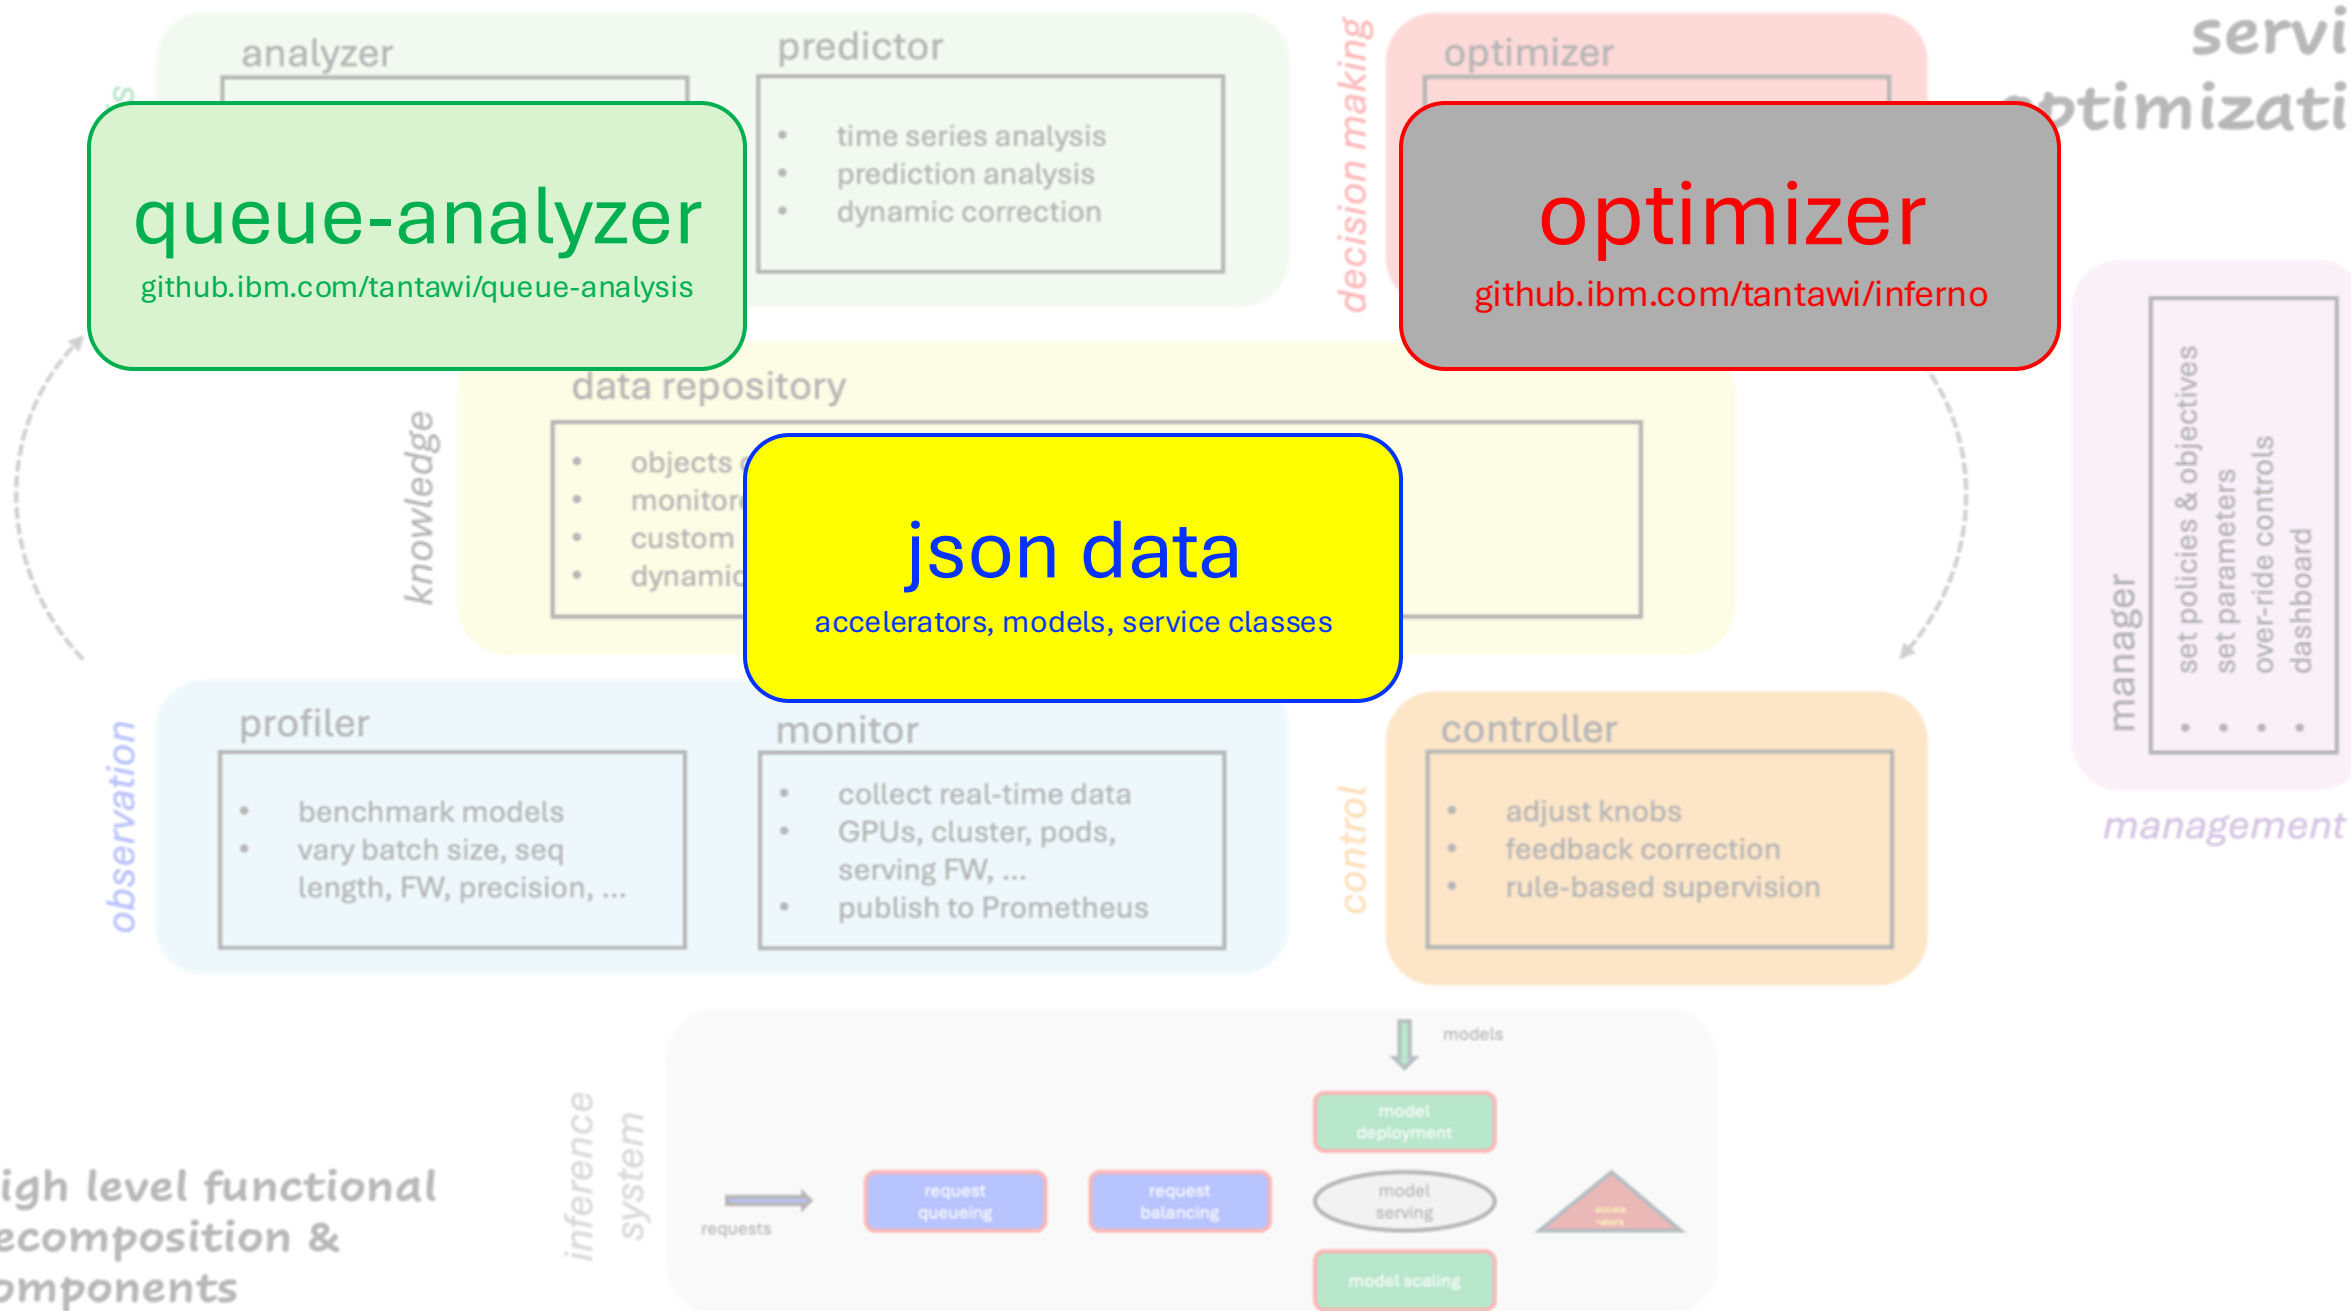 analyzer
predictor
optimizer
decision making
• time series analysis
• prediction analysis
• dynamic correction
queue-analyzer
github.ibm.com/tantawi/queue-analysis
optimizer
github.ibm.com/tantawi/inferno
data repository
knowledge
• objects
• custom
json data
accelerators, models, service classes
manager
• set policies & objectives
• set parameters
• over-ride controls
• dashboard
management
observation
profiler
• benchmark models
• vary batch size, seq
length, FW, precision, ...
monitor
• collect real-time data
• GPUs, cluster, pods,
serving FW, ...
• publish to Prometheus
control
controller
• adjust knobs
• feedback correction
• rule-based supervision
inference
system
models
model
deployment
requests
request
queueing
request
balancing
model
serving
accele
rators
model scaling
igh level functional
ecomposition &
omponents